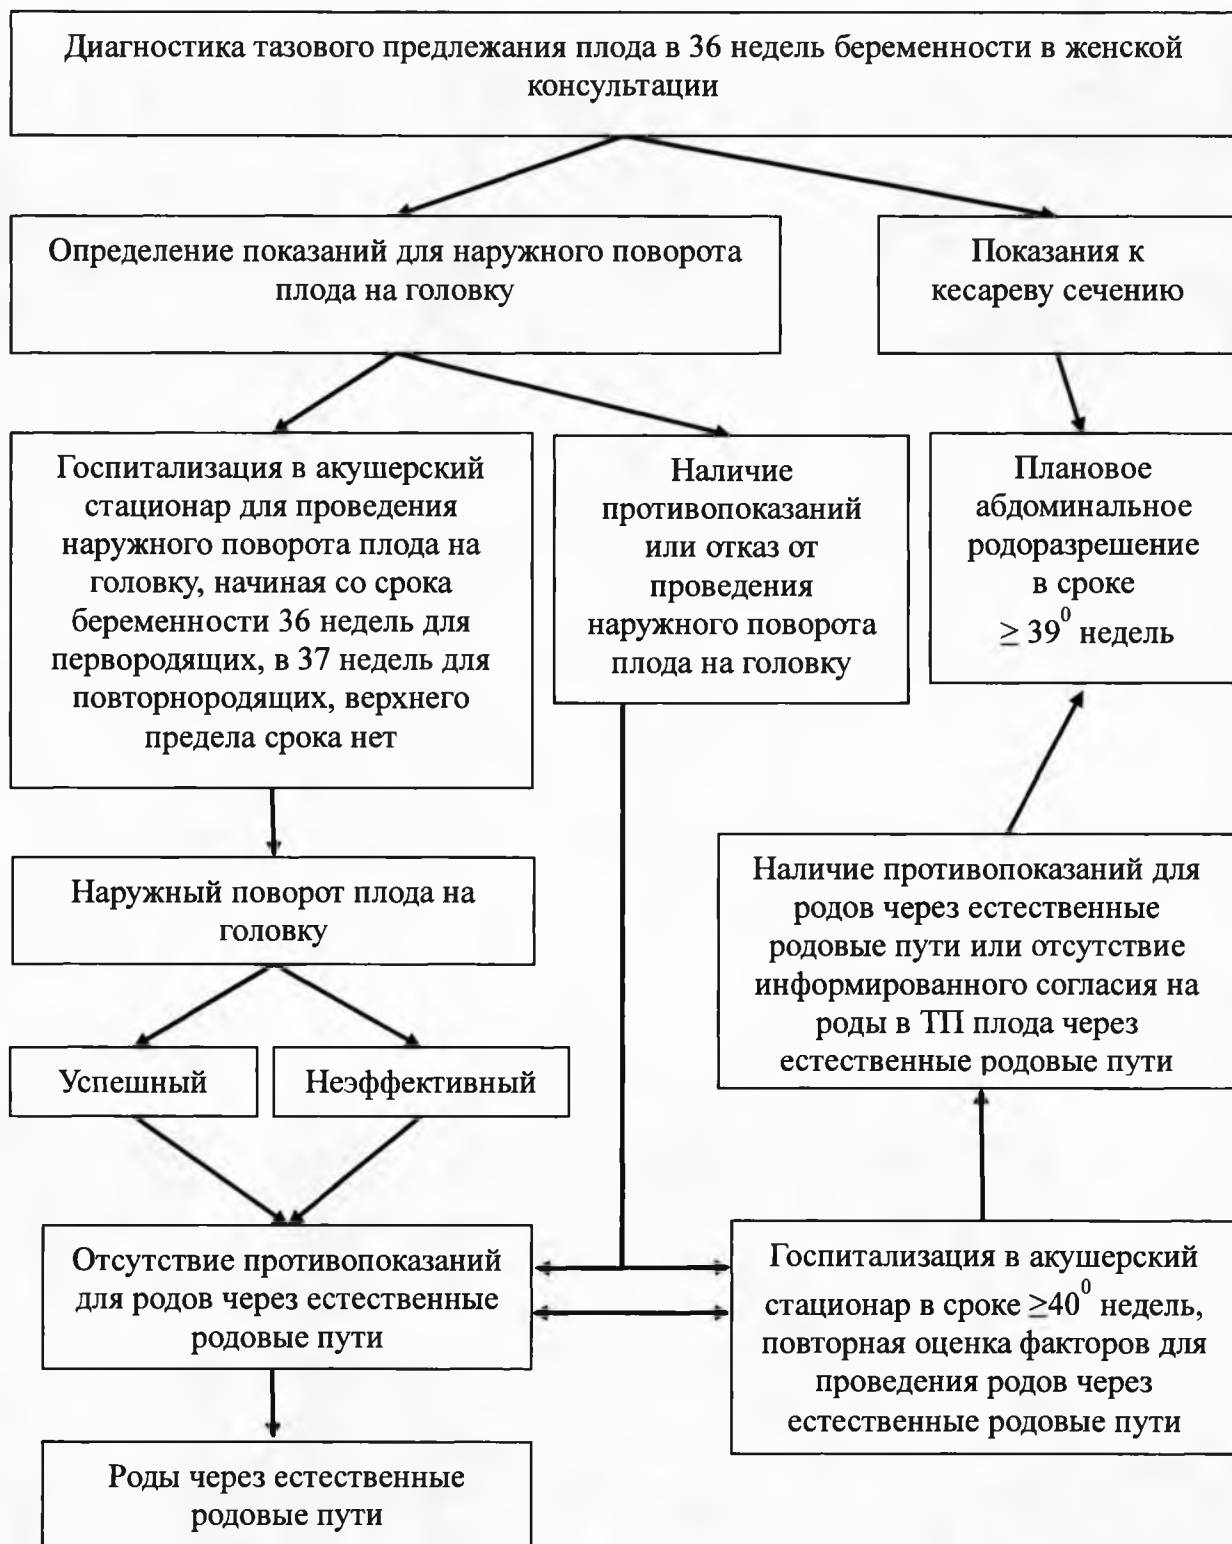 Диагностика тазового предлежания плода в 36 недель беременности в женской
консультации
Определение показаний для наружного поворота
плода на головку
Показания к
кесареву сечению
Госпитализация в акушерский
стационар для проведения
наружного поворота плода на
головку, начиная со срока
беременности 36 недель для
первородящих, в 37 недель для
повторнородящих, верхнего
предела срока нет
Наличие
противопоказаний
или отказ от
проведения
наружного поворота
плода на головку
Плановое
абдоминальное
родоразрешение
в сроке
≥ 39⁰ недель
Наружный поворот плода на
головку
Наличие противопоказаний для
родов через естественные
родовые пути или отсутствие
информированного согласия на
роды в ТП плода через
естественные родовые пути
Успешный
Неэффективный
Отсутствие противопоказаний
для родов через естественные
родовые пути
Госпитализация в акушерский
стационар в сроке ≥40⁰ недель,
повторная оценка факторов для
проведения родов через
естественные родовые пути
Роды через естественные
родовые пути